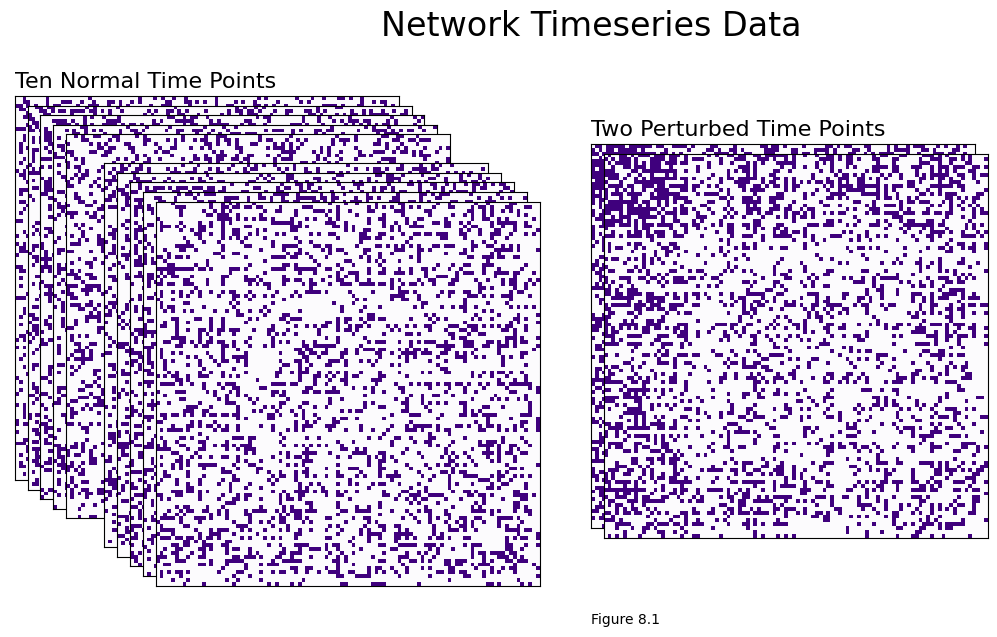 Network Timeseries Data
Ten Normal Time Points
Two Perturbed Time Points
Figure 8.1